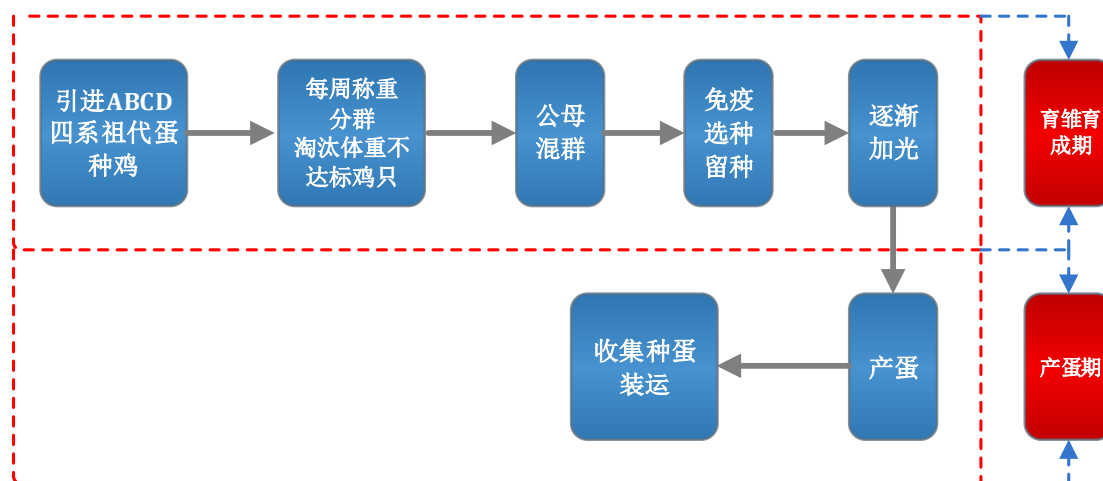 引进ABCD
四系祖代蛋
种鸡
每周称重
分群
淘汰体重不
达标鸡只
公母
混群
免疫
选种
留种
逐渐
加光
育雏育
成期
收集种蛋
装运
产蛋
产蛋期